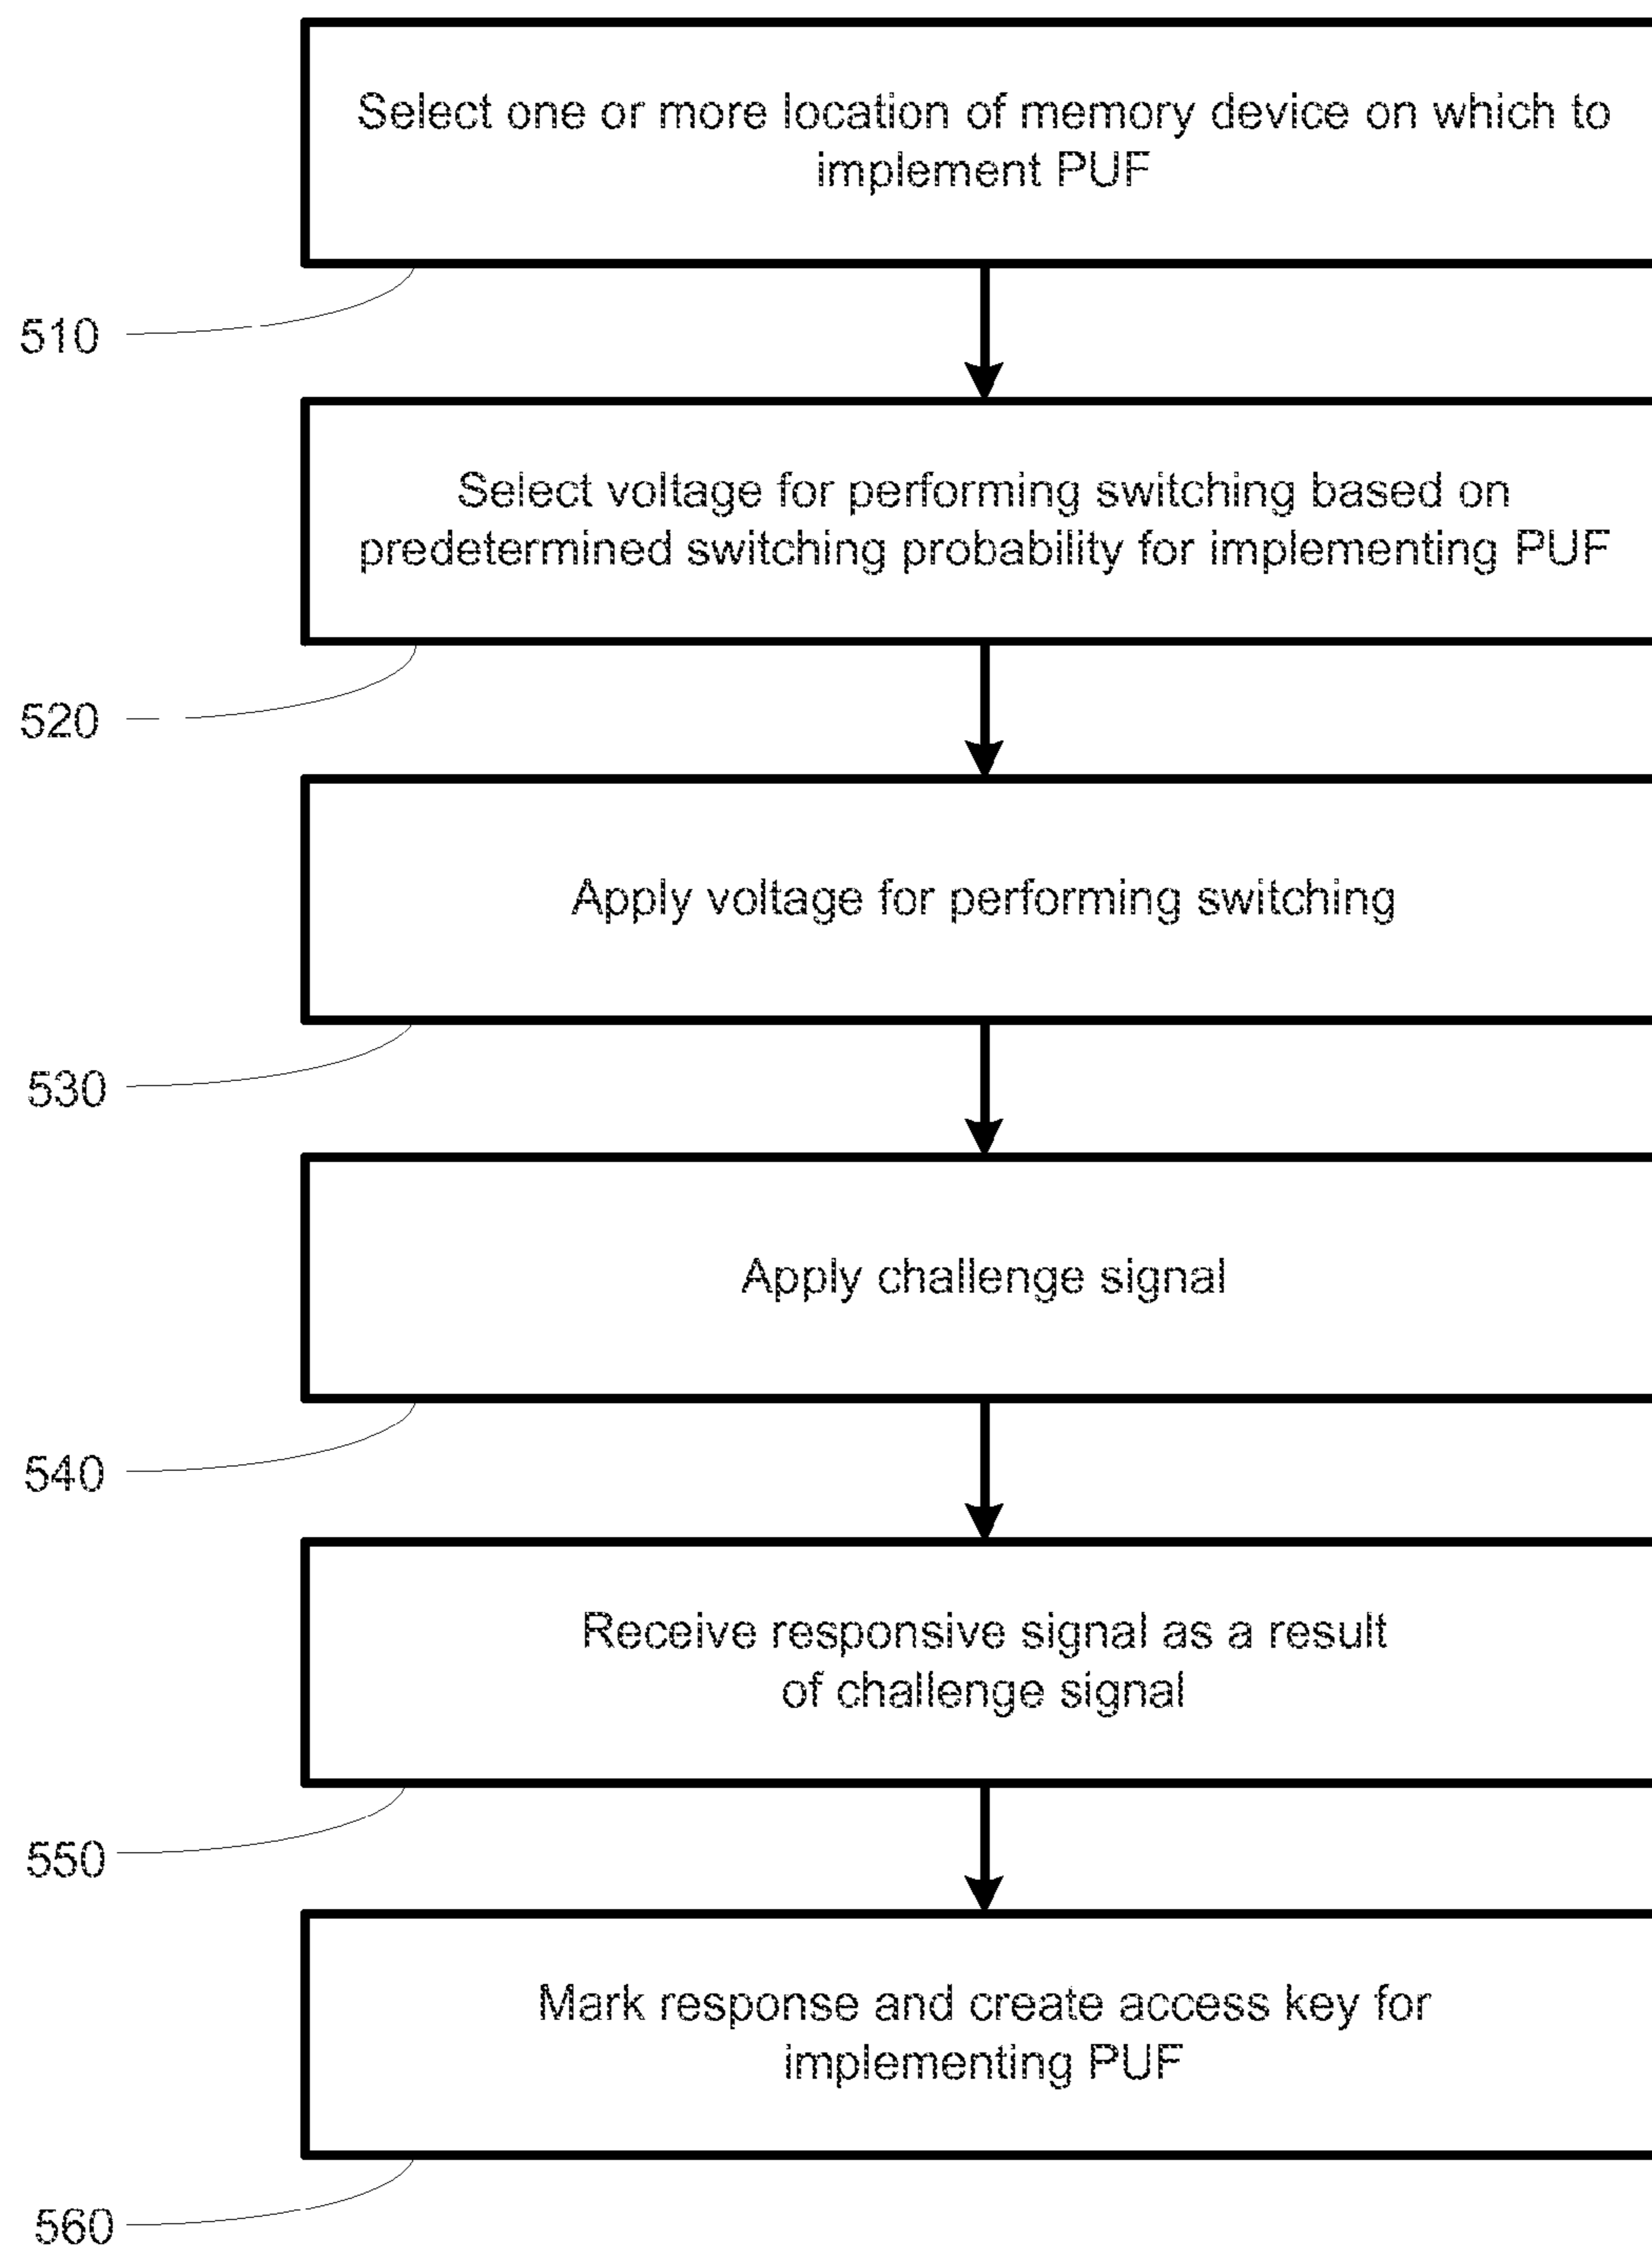 Select one or more location of memory device on which to
implement PUF
510
Select voltage for performing switching based on
predetermined switching probability for implementing PUF
520
Apply voltage for performing switching
530
Apply challenge signal
540
Receive responsive signal as a result
of challenge signal
550
Mark response and create access key for
implementing PUF
560